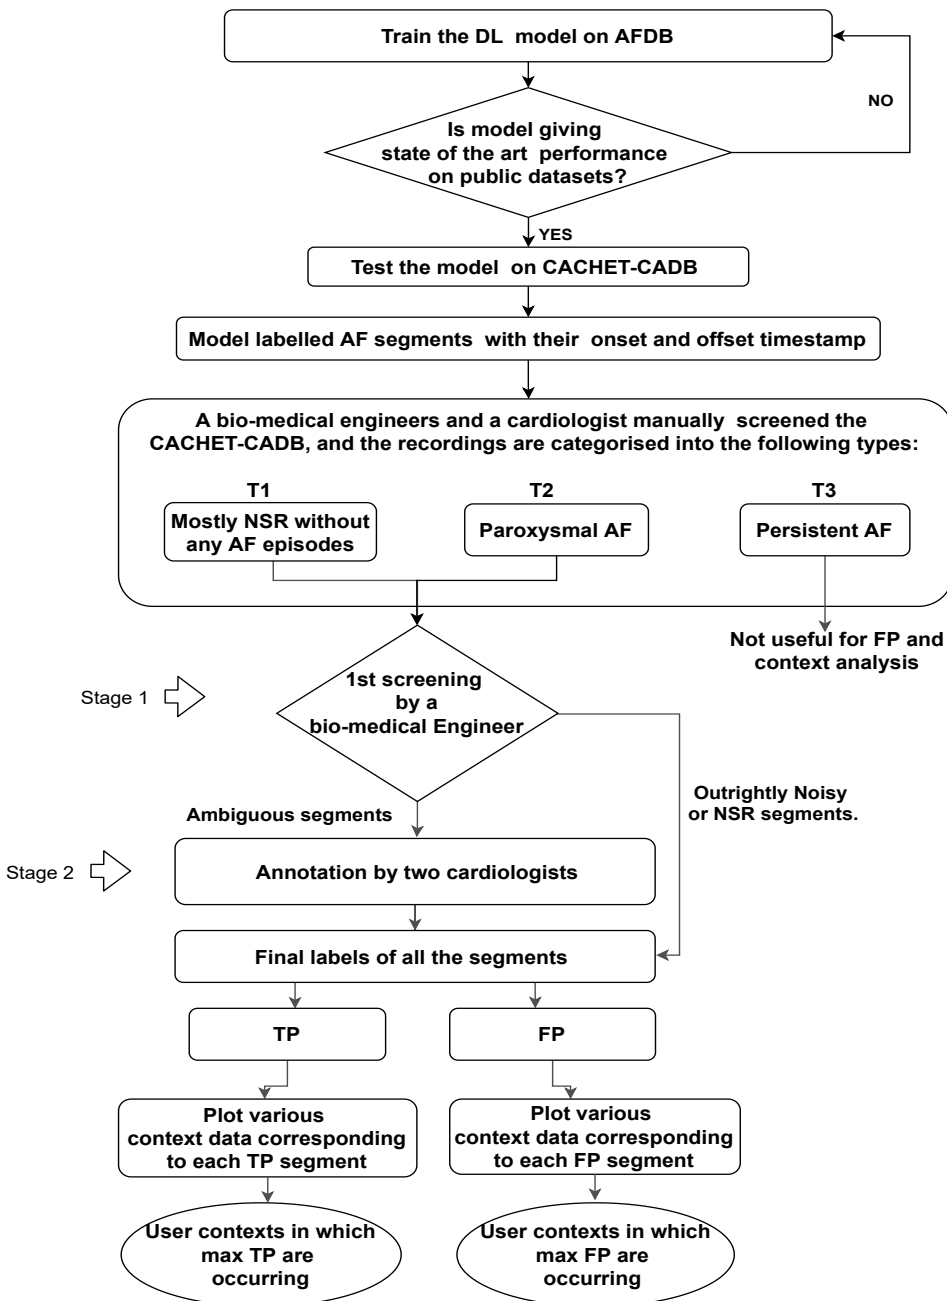 Train the DL model on AFDB
NO
Is model giving
state of the art performance
on public datasets?
YES
Test the model on CACHET-CADB
Model labelled AF segments with their onset and offset timestamp
A bio-medical engineers and a cardiologist manually screened the
CACHET-CADB, and the recordings are categorised into the following types:
T1
Mostly NSR without
any AF episodes
T2
Paroxysmal AF
T3
Persistent AF
Not useful for FP and
context analysis
Stage 1
1st screening
by a
bio-medical Engineer
Outrightly Noisy
or NSR segments.
Ambiguous segments
Stage 2
Annotation by two cardiologists
Final labels of all the segments
TP
FP
Plot various
context data corresponding
to each TP segment
Plot various
context data corresponding
to each FP segment
User contexts in which
max TP are
occurring
User contexts in which
max FP are
occurring